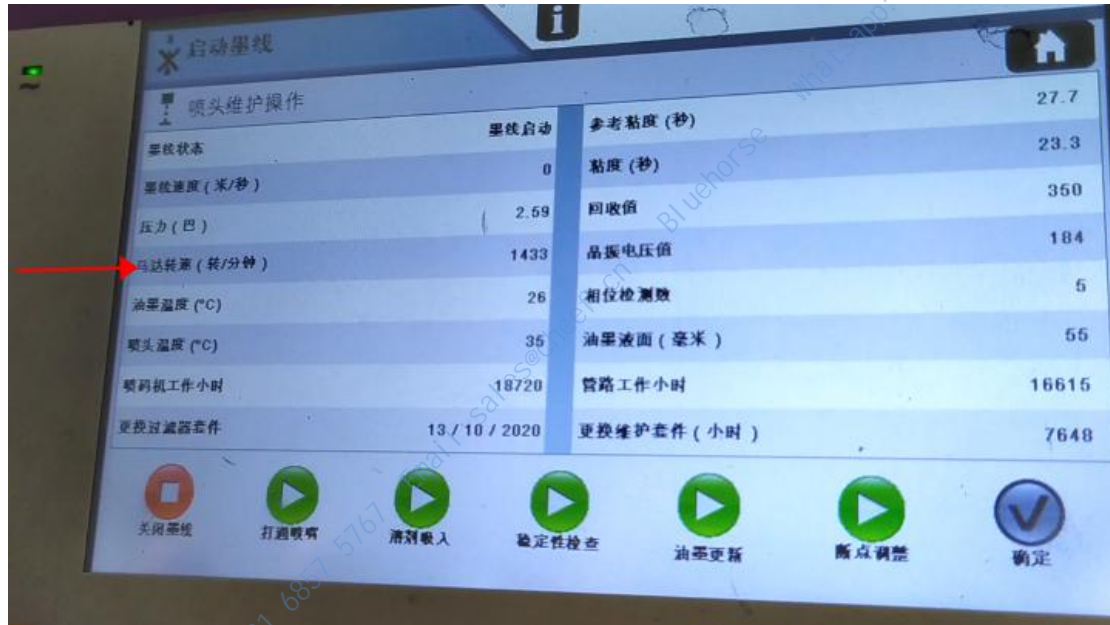 启动墨线
i
喷头维护操作
墨线状态 墨线启动
墨线速度(米/秒) 0
压力(巴) 2.59
马达转速(转/分钟) 1433
油墨温度(°C) 26
喷头温度(°C) 35
喷码机工作小时 18720
更换过滤器套件 13/10/2020
参考粘度(秒) 27.7
粘度(秒) 23.3
回收值 350
晶振电压值 184
相位检测数 5
油墨液面(毫米) 55
管路工作小时 16615
更换维护套件(小时) 7648
关闭墨线
打通喷嘴
溶剂吸入
稳定性检查
油墨更新
断点调整
确定
Bluehorse